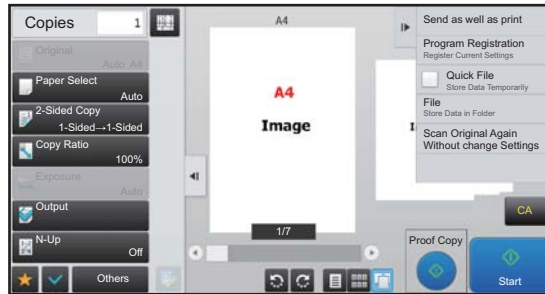 Copies 1
Original
Auto A4
Paper Select
Auto
2-Sided Copy
1-Sided→1-Sided
Copy Ratio
100%
Exposure
Auto
Output
N-Up
Off
Others
A4
A4
Image
I
1/7
Send as well as print
Program Registration
Register Current Settings
Quick File
Store Data Temporarily
File
Store Data in Folder
Scan Original Again
Without change Settings
CA
Proof Copy
Start